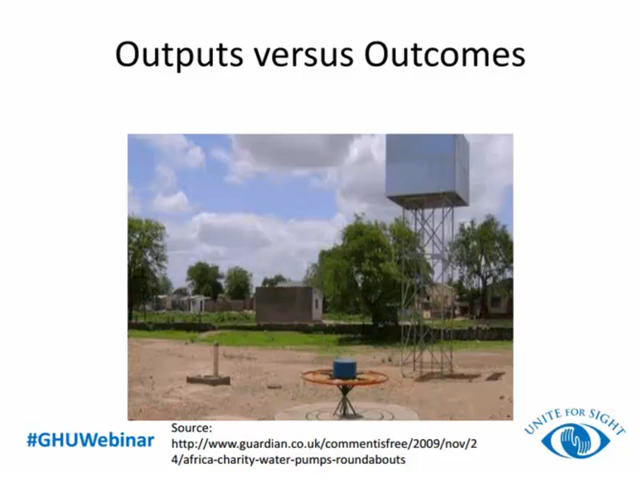 Outputs versus Outcomes
#GHUWebinar
Source:
http://www.guardian.co.uk/commentisfree/2009/nov/2
4/africa-charity-water-pumps-roundabouts
UNITE FOR SIGHT